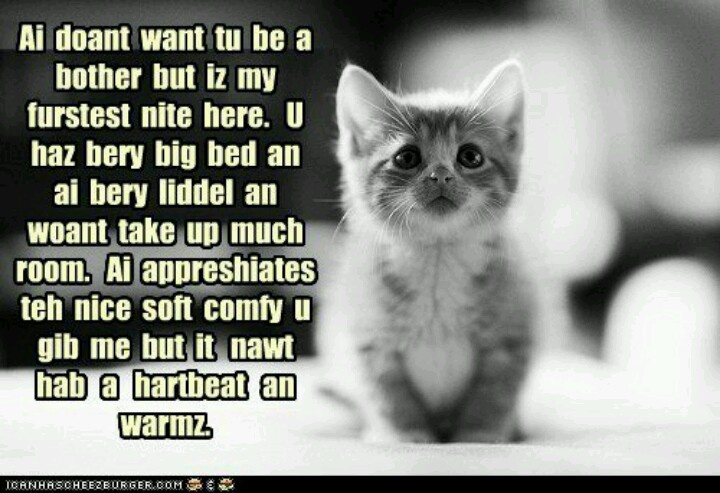 Ai doant want tu be a
bother but iz my
furstest nite here. U
haz bery big bed an
ai bery liddel an
woant take up much
room. Ai appreshiates
teh nice soft comfy u
gib me but it nawt
hab a hartbeat an
warmz.
ICANHASCHEEZBURGER.COM